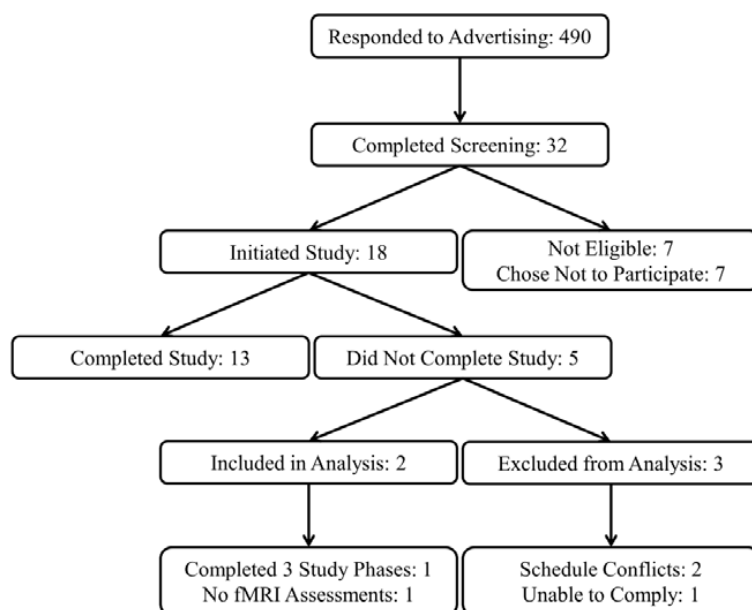 Responded to Advertising: 490
Completed Screening: 32
Initiated Study: 18
Not Eligible: 7
Chose Not to Participate: 7
Completed Study: 13
Did Not Complete Study: 5
Included in Analysis: 2
Excluded from Analysis: 3
Completed 3 Study Phases: 1
No fMRI Assessments: 1
Schedule Conflicts: 2
Unable to Comply: 1